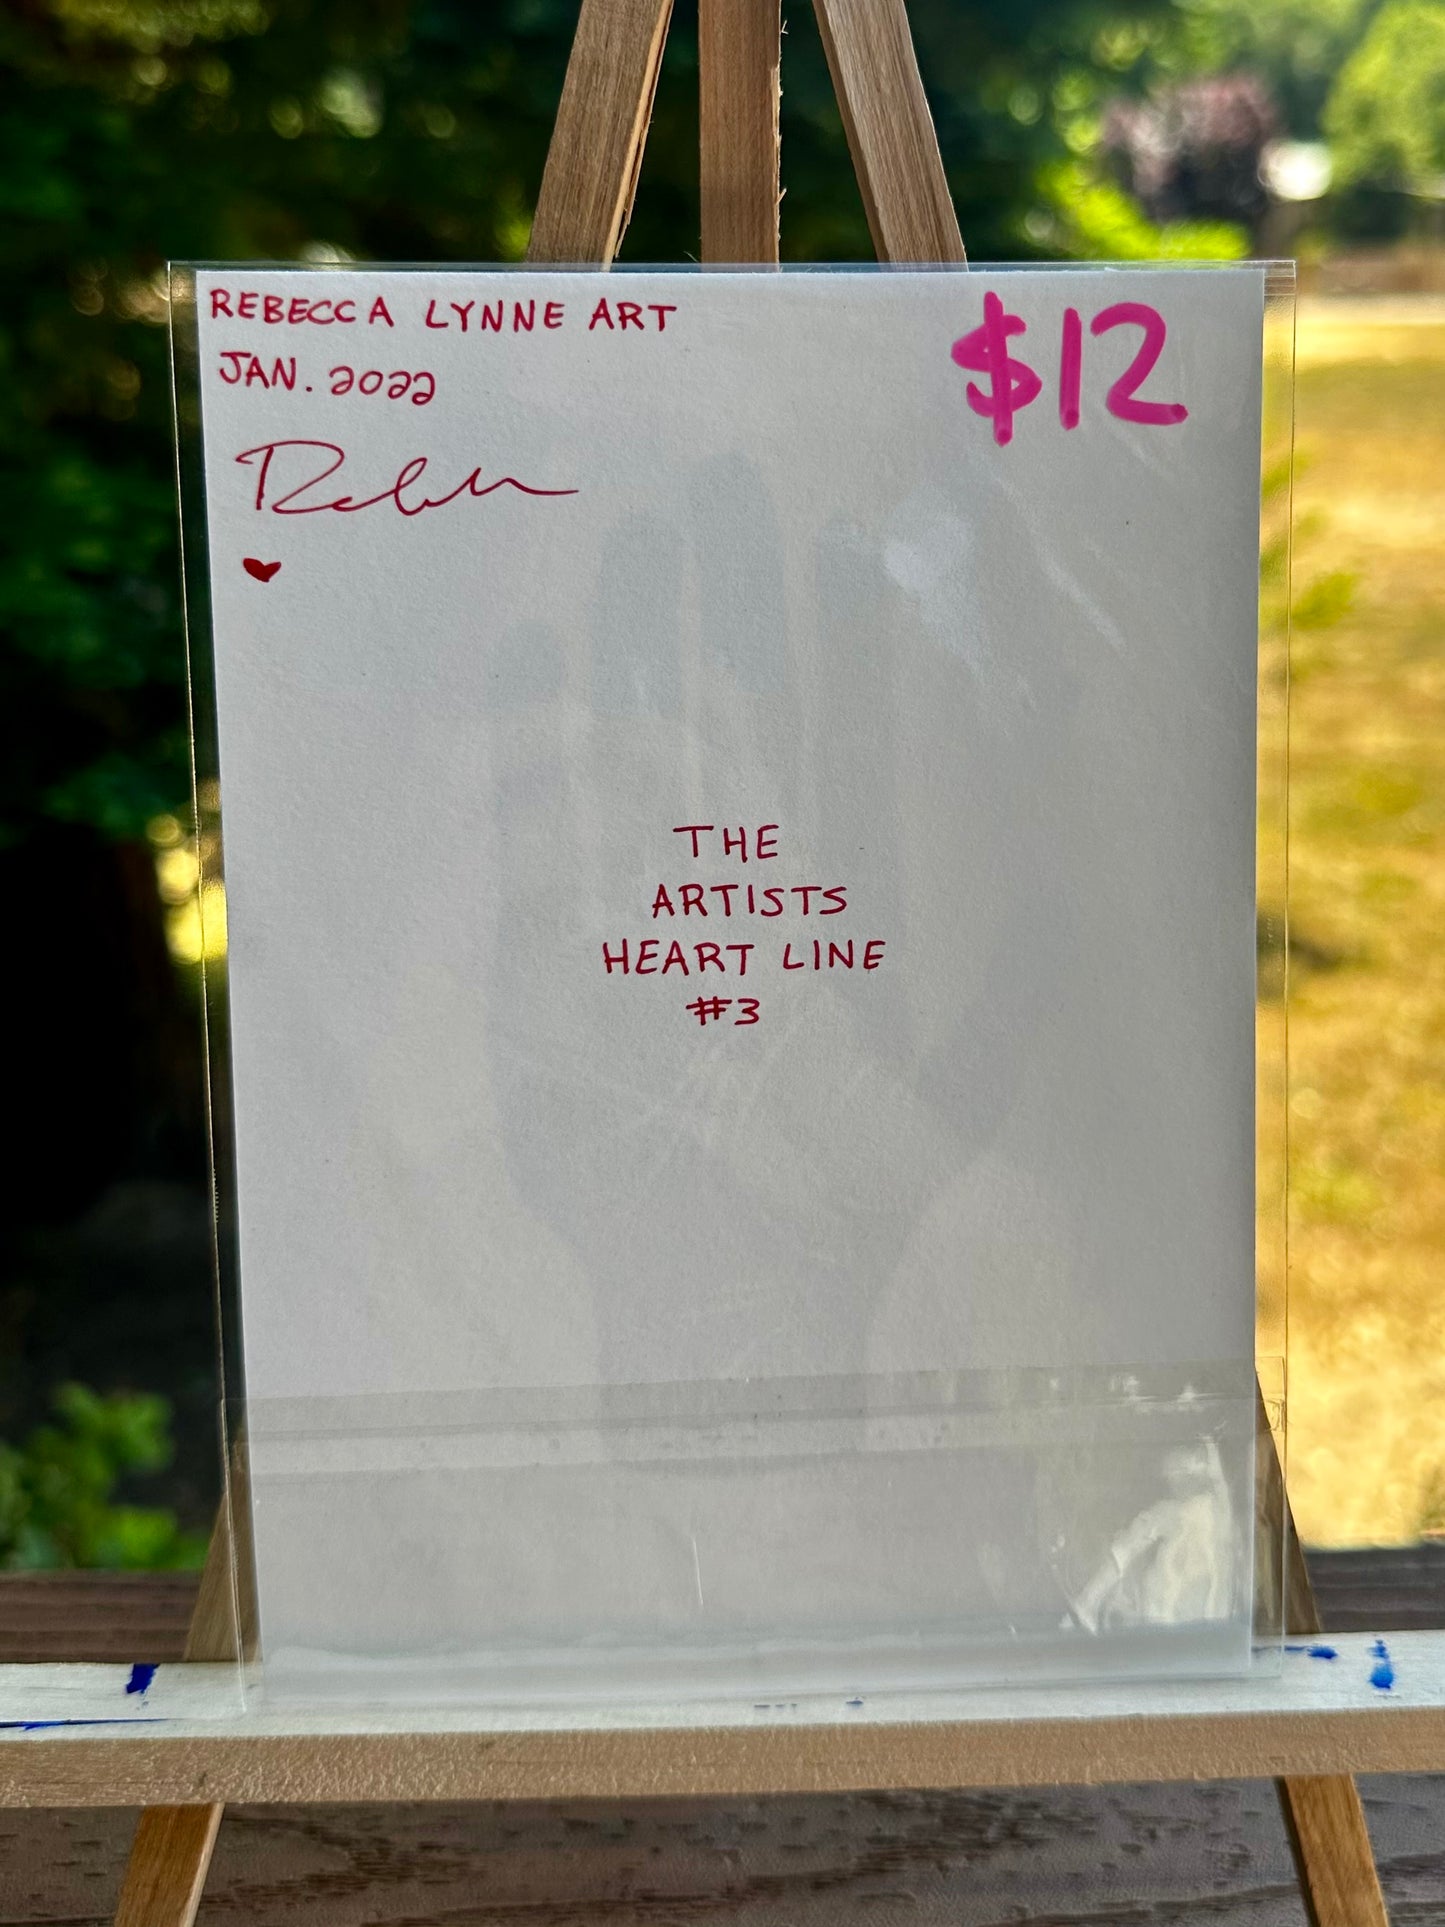 REBECCA LYNNE ART
JAN. 2022
$12
THE
ARTISTS
HEART LINE
#3